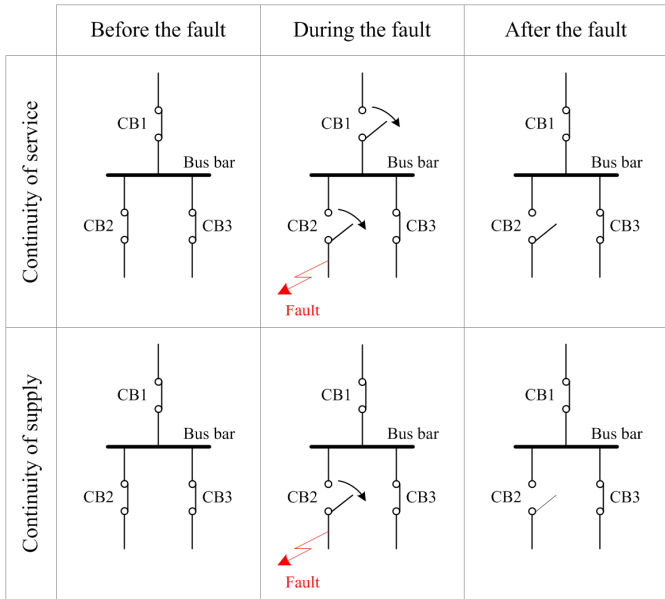 Before the fault
During the fault
After the fault
Continuity of service
CB1
Bus bar
CB2
CB3
CB1
Bus bar
CB2
CB3
Fault
CB1
Bus bar
CB2
CB3
Continuity of supply
CB1
Bus bar
CB2
CB3
CB1
Bus bar
CB2
CB3
Fault
CB1
Bus bar
CB2
CB3